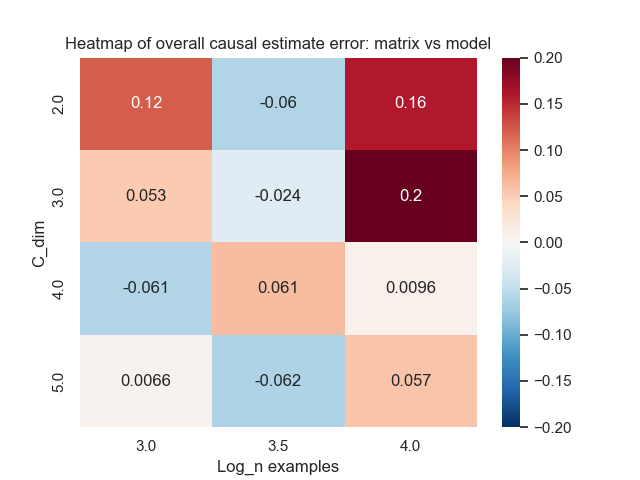 Heatmap of overall causal estimate error: matrix vs model
C_dim
2.0 0.12 -0.06 0.16
3.0 0.053 -0.024 0.2
4.0 -0.061 0.061 0.0096
5.0 0.0066 -0.062 0.057
3.0 3.5 4.0
Log_n examples
0.20
0.15
0.10
0.05
0.00
−0.05
−0.10
−0.15
−0.20